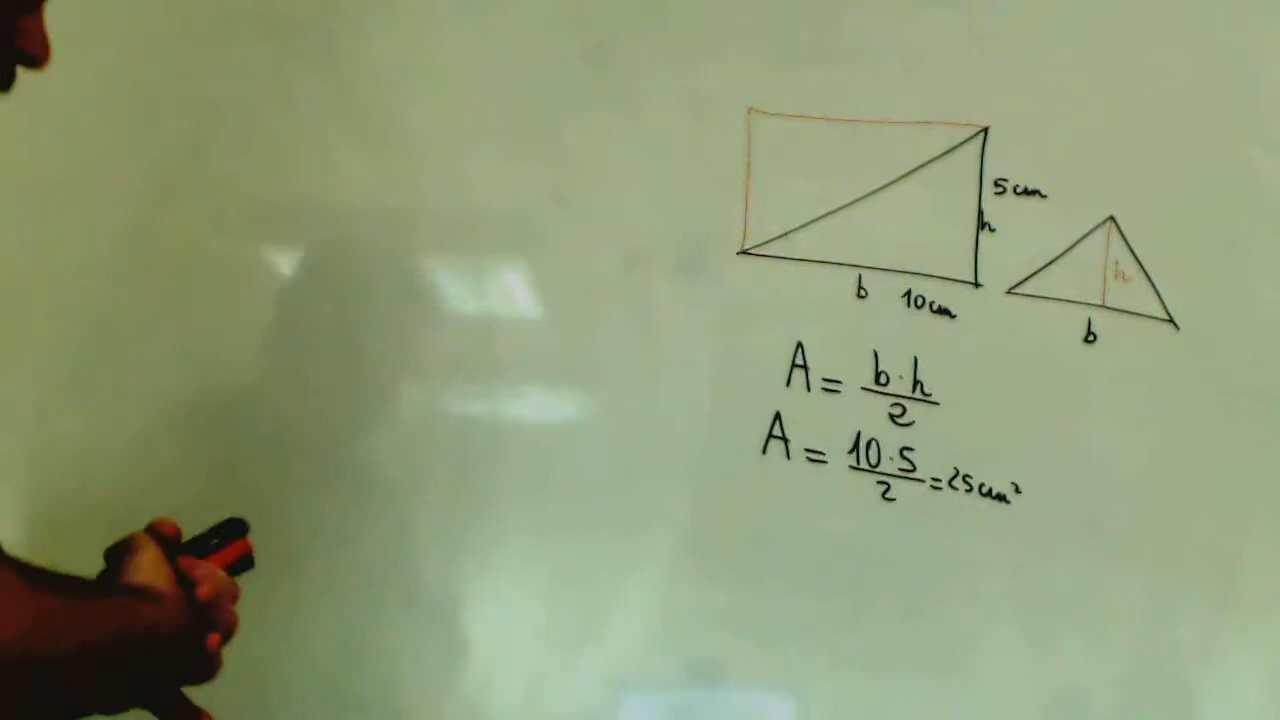 5cm
h
h
b 10cm
b
A = b·h/2
A = 10·5/2 = 25cm²